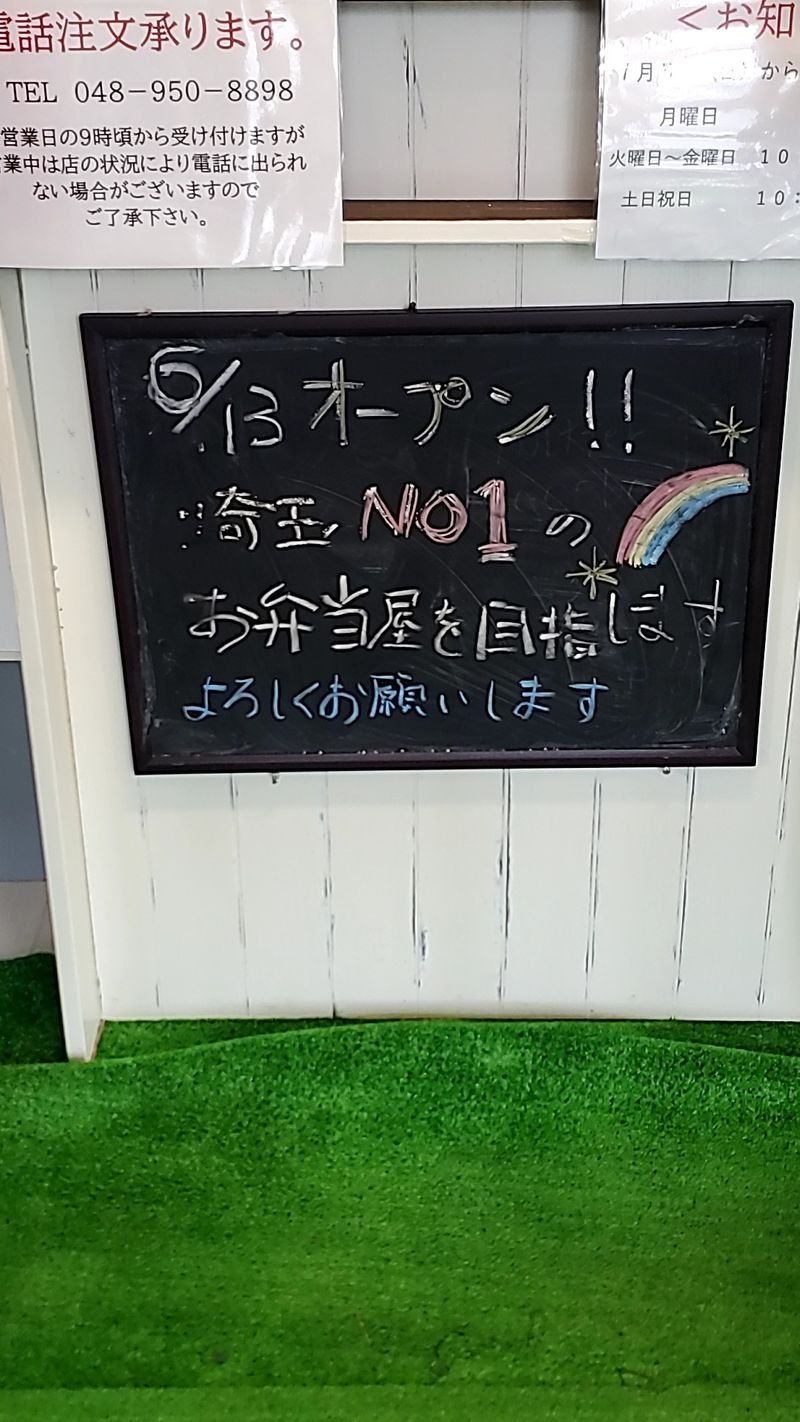 電話注文承ります。
TEL 048-950-8898
営業日の9時頃から受け付けますが
営業中は店の状況により電話に出られ
ない場合がございますので
ご了承下さい。
<お知
から
月曜日
火曜日~金曜日 10
土日祝日 10:
6/13 オープン!!
埼玉 NO1の
お弁当屋を目指します
よろしくお願いします